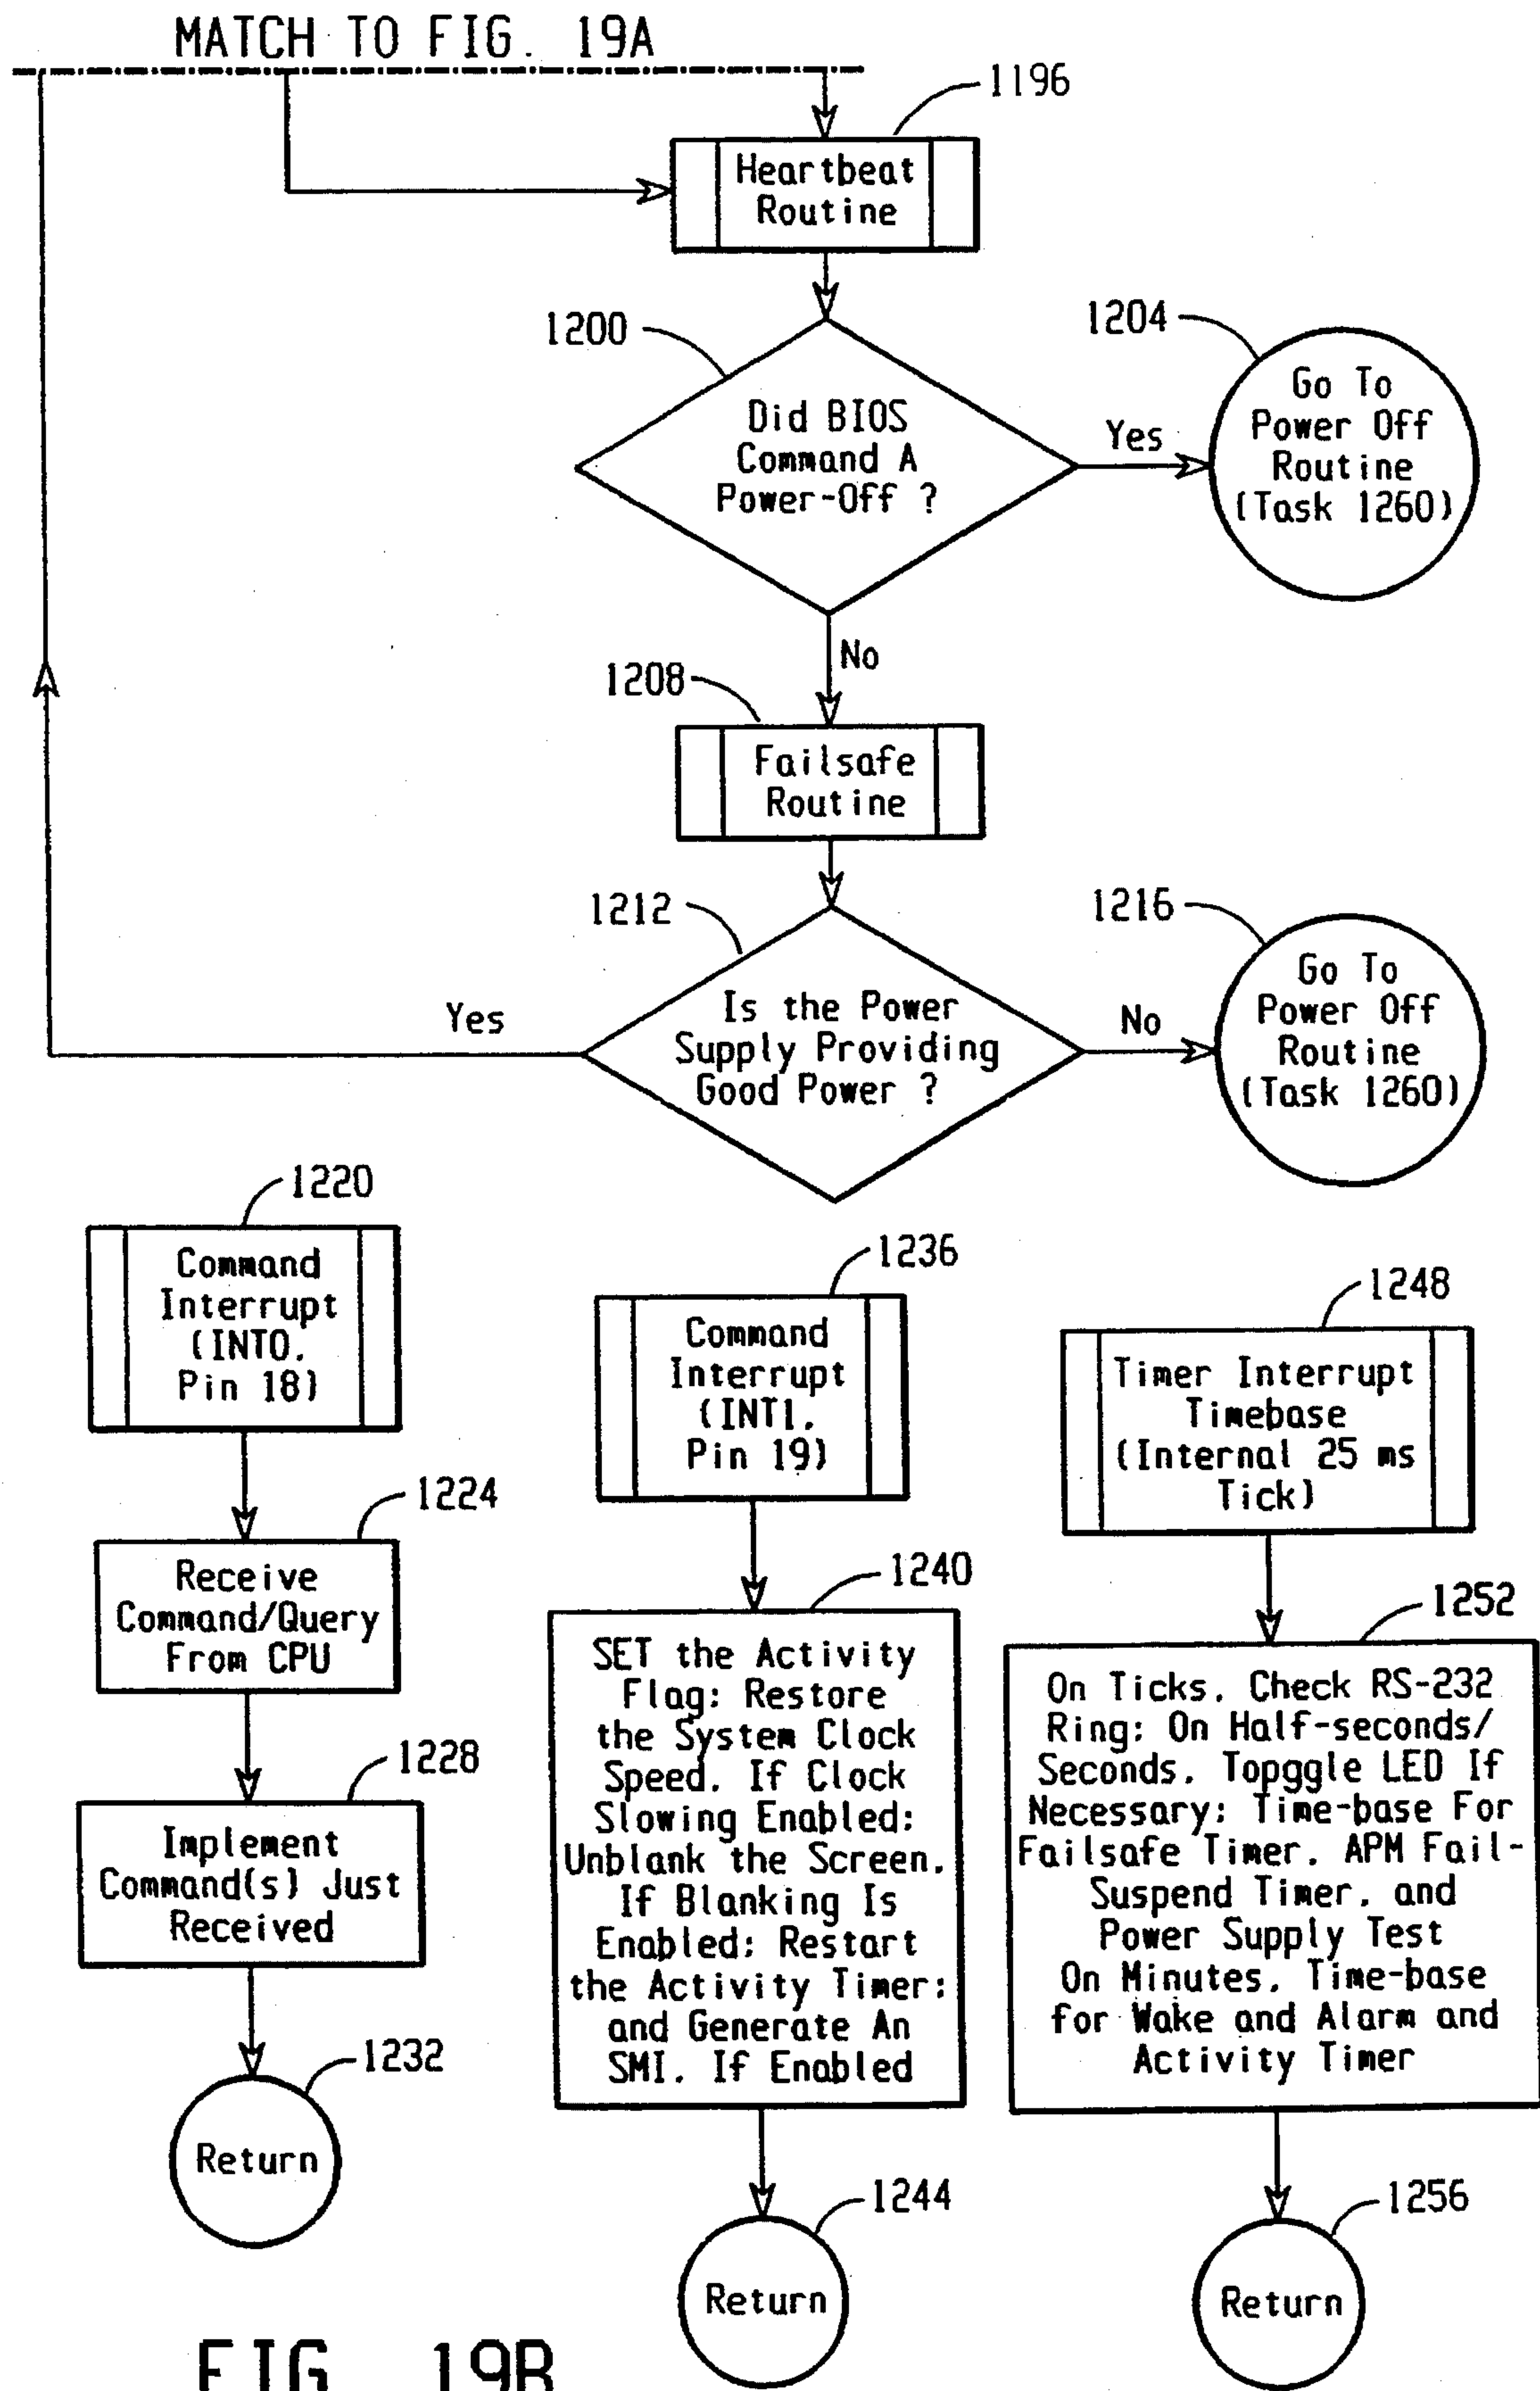 MATCH TO FIG. 19A
1196
Heartbeat
Routine
1200
Did BIOS
Command A
Power-Off ?
Yes
1204
Go To
Power Off
Routine
(Task 1260)
No
1208
Failsafe
Routine
1212
Is the Power
Supply Providing
Good Power ?
Yes
No
1216
Go To
Power Off
Routine
(Task 1260)
1220
Command
Interrupt
(INT0.
Pin 18)
1224
Receive
Command/Query
From CPU
1228
Implement
Command(s) Just
Received
1232
Return
1236
Command
Interrupt
(INT1.
Pin 19)
1240
SET the Activity
Flag: Restore
the System Clock
Speed. If Clock
Slowing Enabled:
Unblank the Screen.
If Blanking Is
Enabled: Restart
the Activity Timer:
and Generate An
SMI. If Enabled
1244
Return
1248
Timer Interrupt
Timebase
(Internal 25 ms
Tick)
1252
On Ticks. Check RS-232
Ring: On Half-seconds/
Seconds. Topggle LED If
Necessary: Time-base For
Failsafe Timer. APM Fail-
Suspend Timer. and
Power Supply Test
On Minutes. Time-base
for Wake and Alarm and
Activity Timer
1256
Return
FIG. 19B